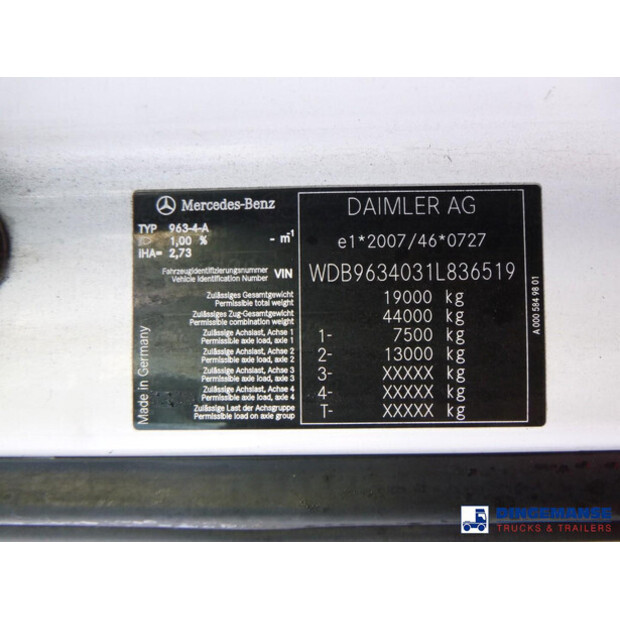 Mercedes-Benz
TYP 963-4-A
1,00 % - m-1
IHA= 2,73
Fahrzeugidentifizierungsnummer
Vehicle Identification Number VIN
Zulässiges Gesamtgewicht
Permissible total weight
Zulässiges Zug-Gesamtgewicht
Permissible combination weight
Zulässige Achslast, Achse 1
Permissible axle load, axle 1
Zulässige Achslast, Achse 2
Permissible axle load, axle 2
Zulässige Achslast, Achse 3
Permissible axle load, axle 3
Zulässige Achslast, Achse 4
Permissible axle load, axle 4
Zulässige Last der Achsgruppe
Permissible load on axle group
Made in Germany
DAIMLER AG
e1*2007/46*0727
WDB9634031L836519
19000 kg
44000 kg
1- 7500 kg
2- 13000 kg
3- XXXXX kg
4- XXXXX kg
T- XXXXX kg
A 000 584 98 01
DINGEMANSE
TRUCKS & TRAILERS